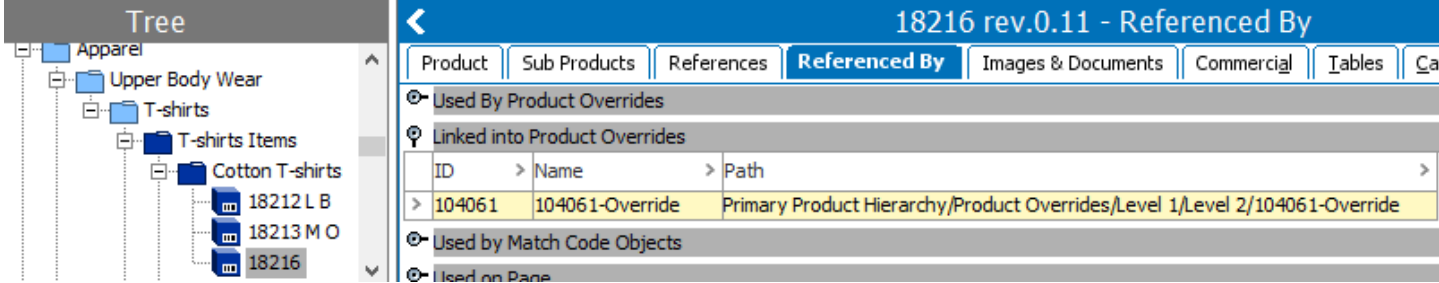 Tree
Apparel
Upper Body Wear
T-shirts
T-shirts Items
Cotton T-shirts
18212 L B
18213 M O
18216
18216 rev.0.11 - Referenced By
Product Sub Products References Referenced By Images & Documents Commercial Tables Ca
Used By Product Overrides
Linked into Product Overrides
ID > Name > Path >
> 104061 104061-Override Primary Product Hierarchy/Product Overrides/Level 1/Level 2/104061-Override
Used by Match Code Objects
Used on Page